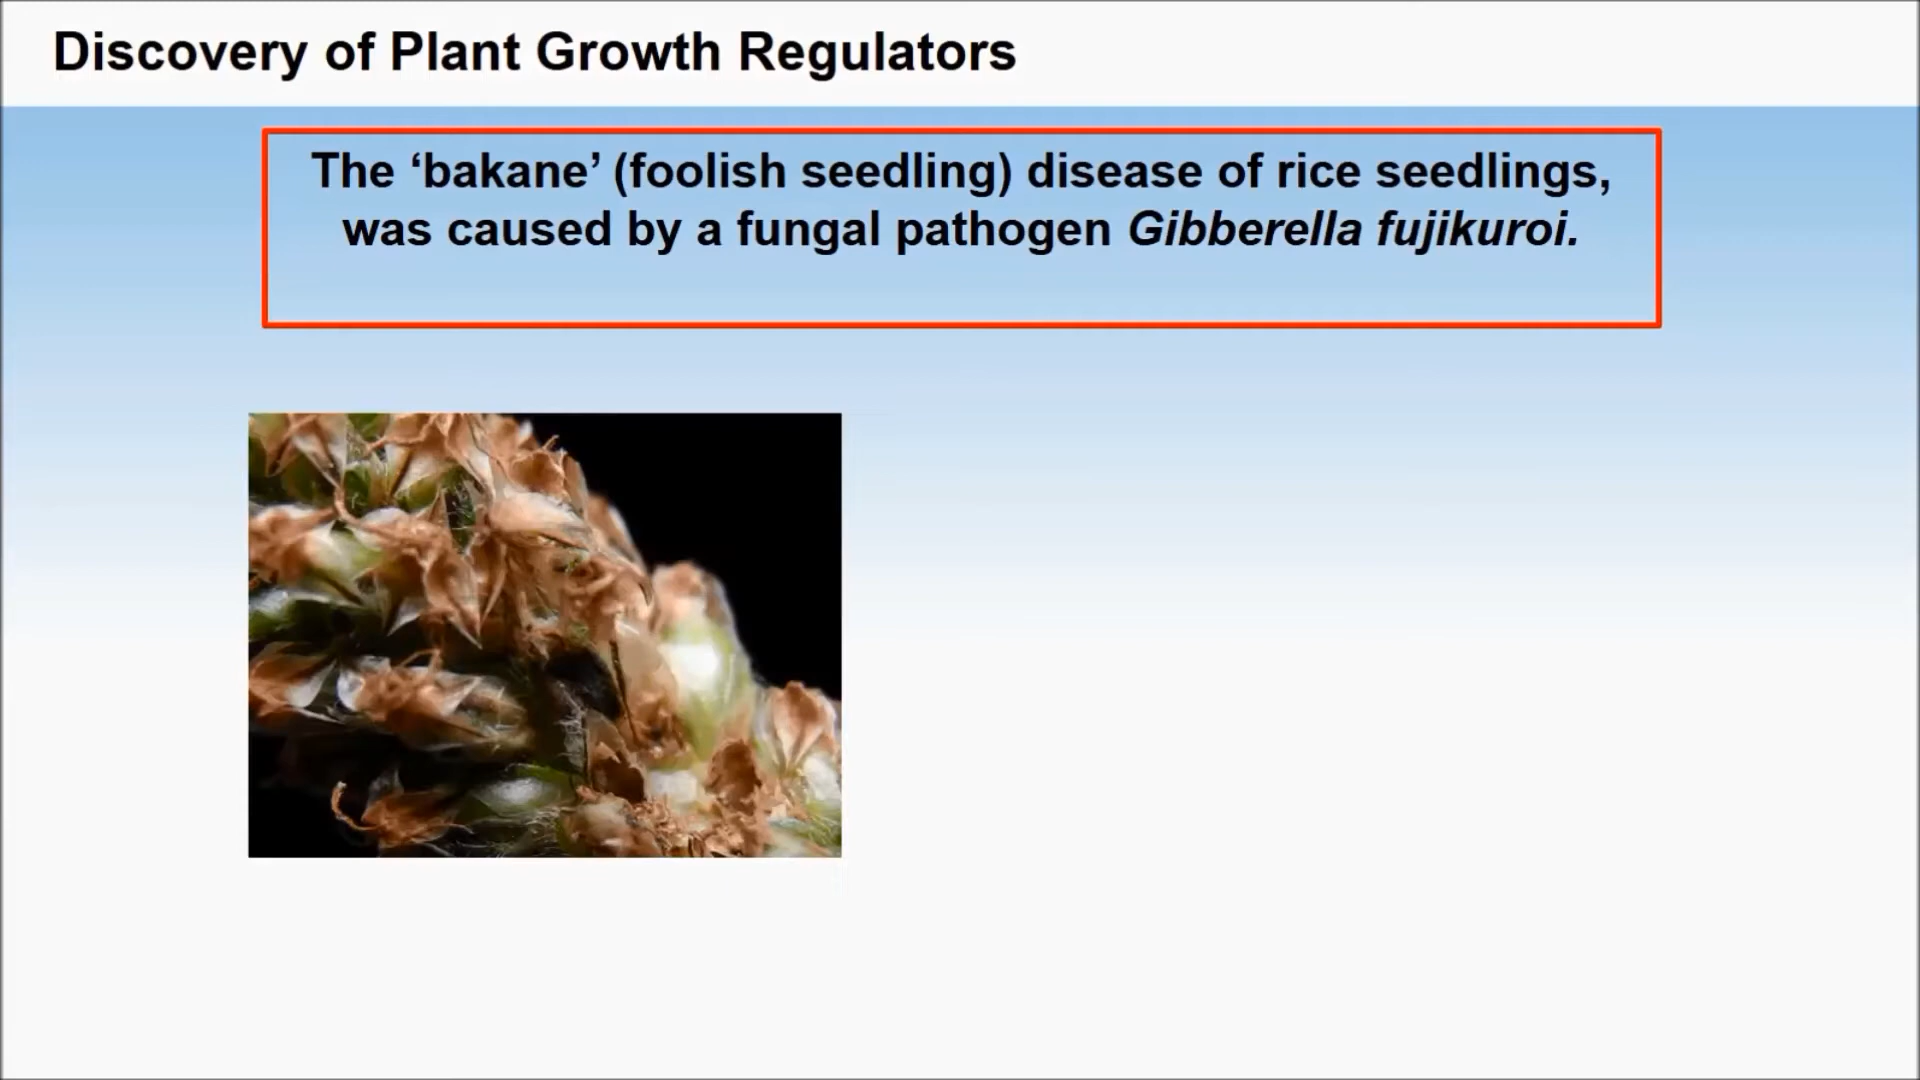 Discovery of Plant Growth Regulators
The ‘bakane’ (foolish seedling) disease of rice seedlings,
was caused by a fungal pathogen Gibberella fujikuroi.